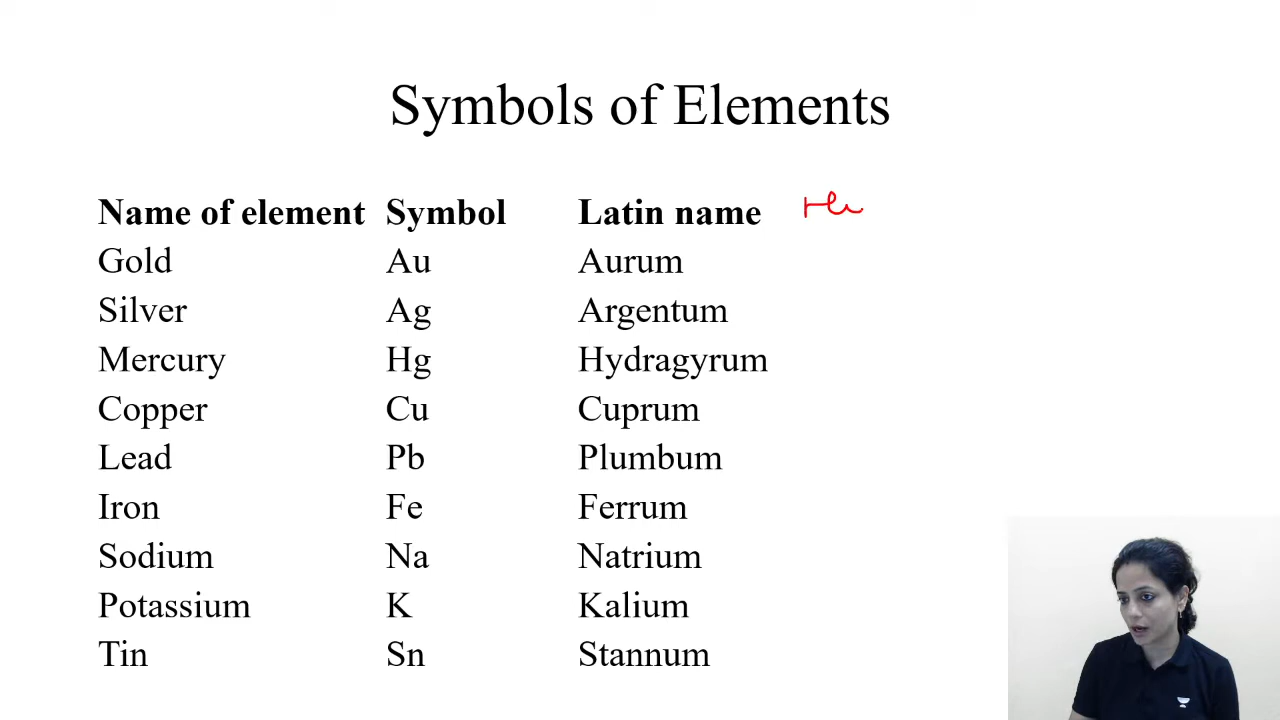 Symbols of Elements
Name of element Symbol Latin name
Gold Au Aurum
Silver Ag Argentum
Mercury Hg Hydragyrum
Copper Cu Cuprum
Lead Pb Plumbum
Iron Fe Ferrum
Sodium Na Natrium
Potassium K Kalium
Tin Sn Stannum